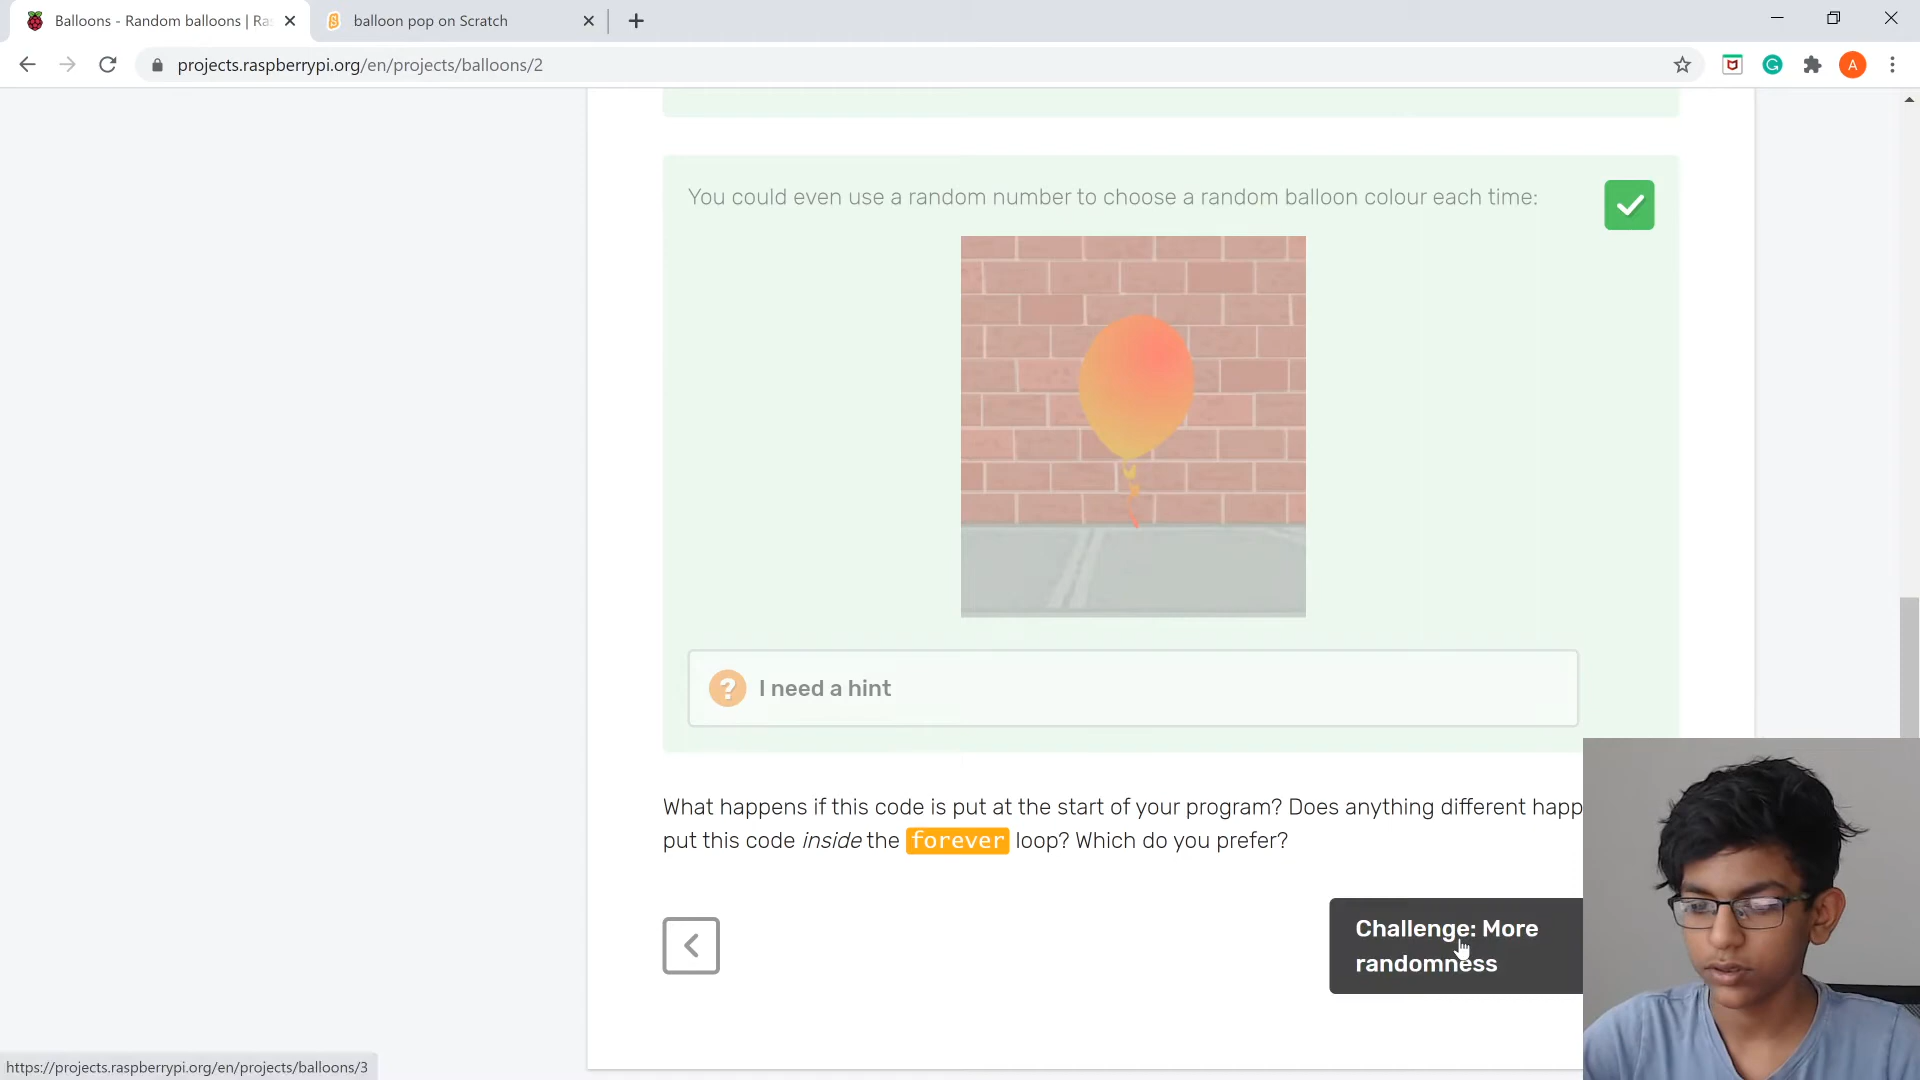 Balloons - Random balloons | Ra
balloon pop on Scratch
projects.raspberrypi.org/en/projects/balloons/2
A
You could even use a random number to choose a random balloon colour each time:
? I need a hint
What happens if this code is put at the start of your program? Does anything different happ
put this code inside the forever loop? Which do you prefer?
Challenge: More
randomness
https://projects.raspberrypi.org/en/projects/balloons/3